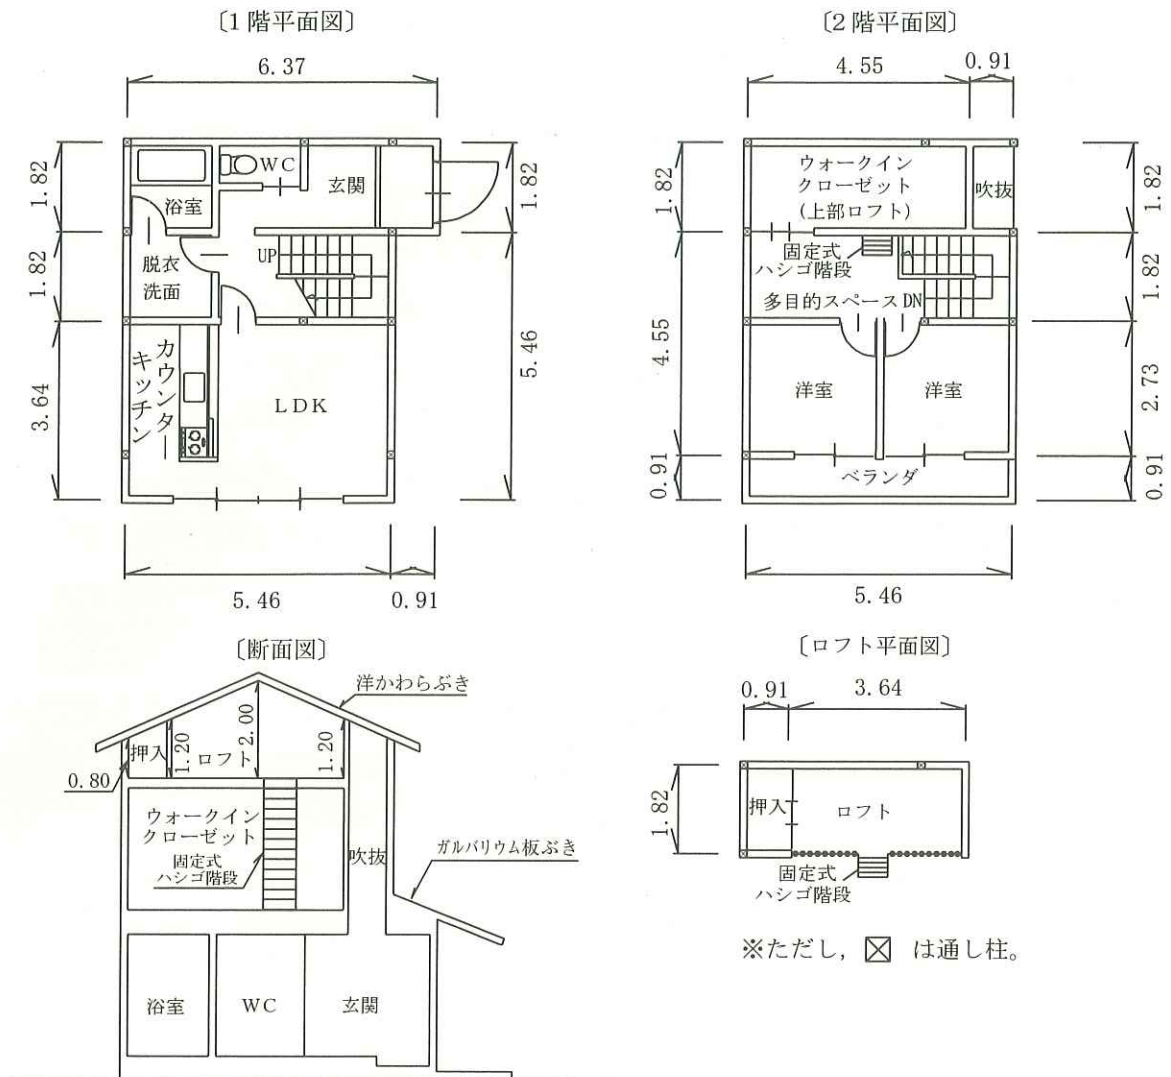 〔1階平面図〕
6.37
1.82
1.82
3.64
WC
浴室
玄関
脱衣
洗面
UP
カウンタ
キッチン
LDK
1.82
5.46
5.46
0.91
〔2階平面図〕
4.55
0.91
1.82
4.55
0.91
ウォークイン
クローゼット
(上部ロフト)
吹抜
固定式
ハシゴ階段
多目的スペース DN
洋室
洋室
ベランダ
1.82
1.82
2.73
0.91
5.46
〔断面図〕
洋かわらぶき
押入
1.20
ロフト
2.00
1.20
0.80
ウォークイン
クローゼット
固定式
ハシゴ階段
吹抜
ガルバリウム板ぶき
浴室
WC
玄関
〔ロフト平面図〕
0.91
3.64
1.82
押入
ロフト
固定式
ハシゴ階段
※ただし, ☒ は通し柱。